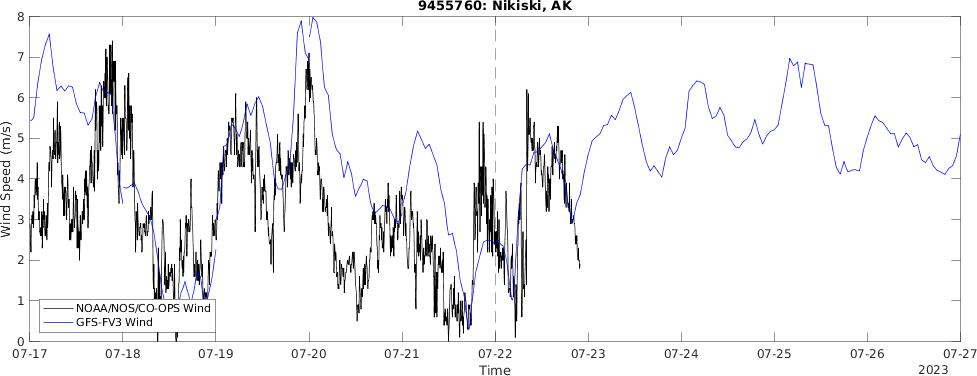 9455760: Nikiski, AK
Wind Speed (m/s)
8
7
6
5
4
3
2
1
0
NOAA/NOS/CO-OPS Wind
GFS-FV3 Wind
07-17 07-18 07-19 07-20 07-21 07-22 07-23 07-24 07-25 07-26 07-27
Time
2023